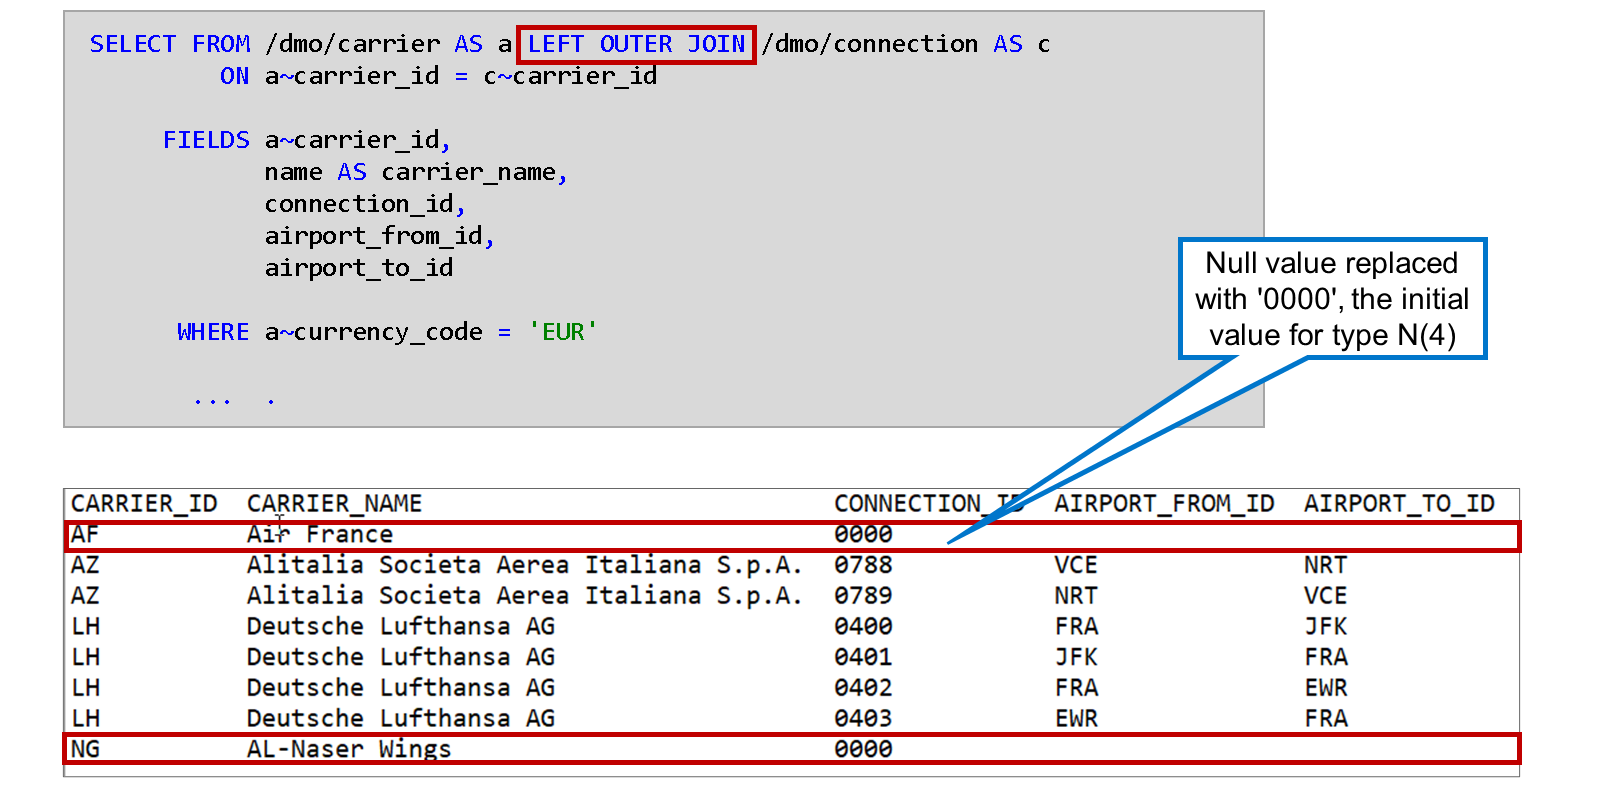 SELECT FROM /dmo/carrier AS a LEFT OUTER JOIN /dmo/connection AS c
ON a~carrier_id = c~carrier_id
FIELDS a~carrier_id,
name AS carrier_name,
connection_id,
airport_from_id,
airport_to_id
WHERE a~currency_code = 'EUR'
... .
Null value replaced
with '0000', the initial
value for type N(4)
CARRIER_ID CARRIER_NAME CONNECTION_ID AIRPORT_FROM_ID AIRPORT_TO_ID
AF Air France 0000
AZ Alitalia Societa Aerea Italiana S.p.A. 0788 VCE NRT
AZ Alitalia Societa Aerea Italiana S.p.A. 0789 NRT VCE
LH Deutsche Lufthansa AG 0400 FRA JFK
LH Deutsche Lufthansa AG 0401 JFK FRA
LH Deutsche Lufthansa AG 0402 FRA EWR
LH Deutsche Lufthansa AG 0403 EWR FRA
NG AL-Naser Wings 0000